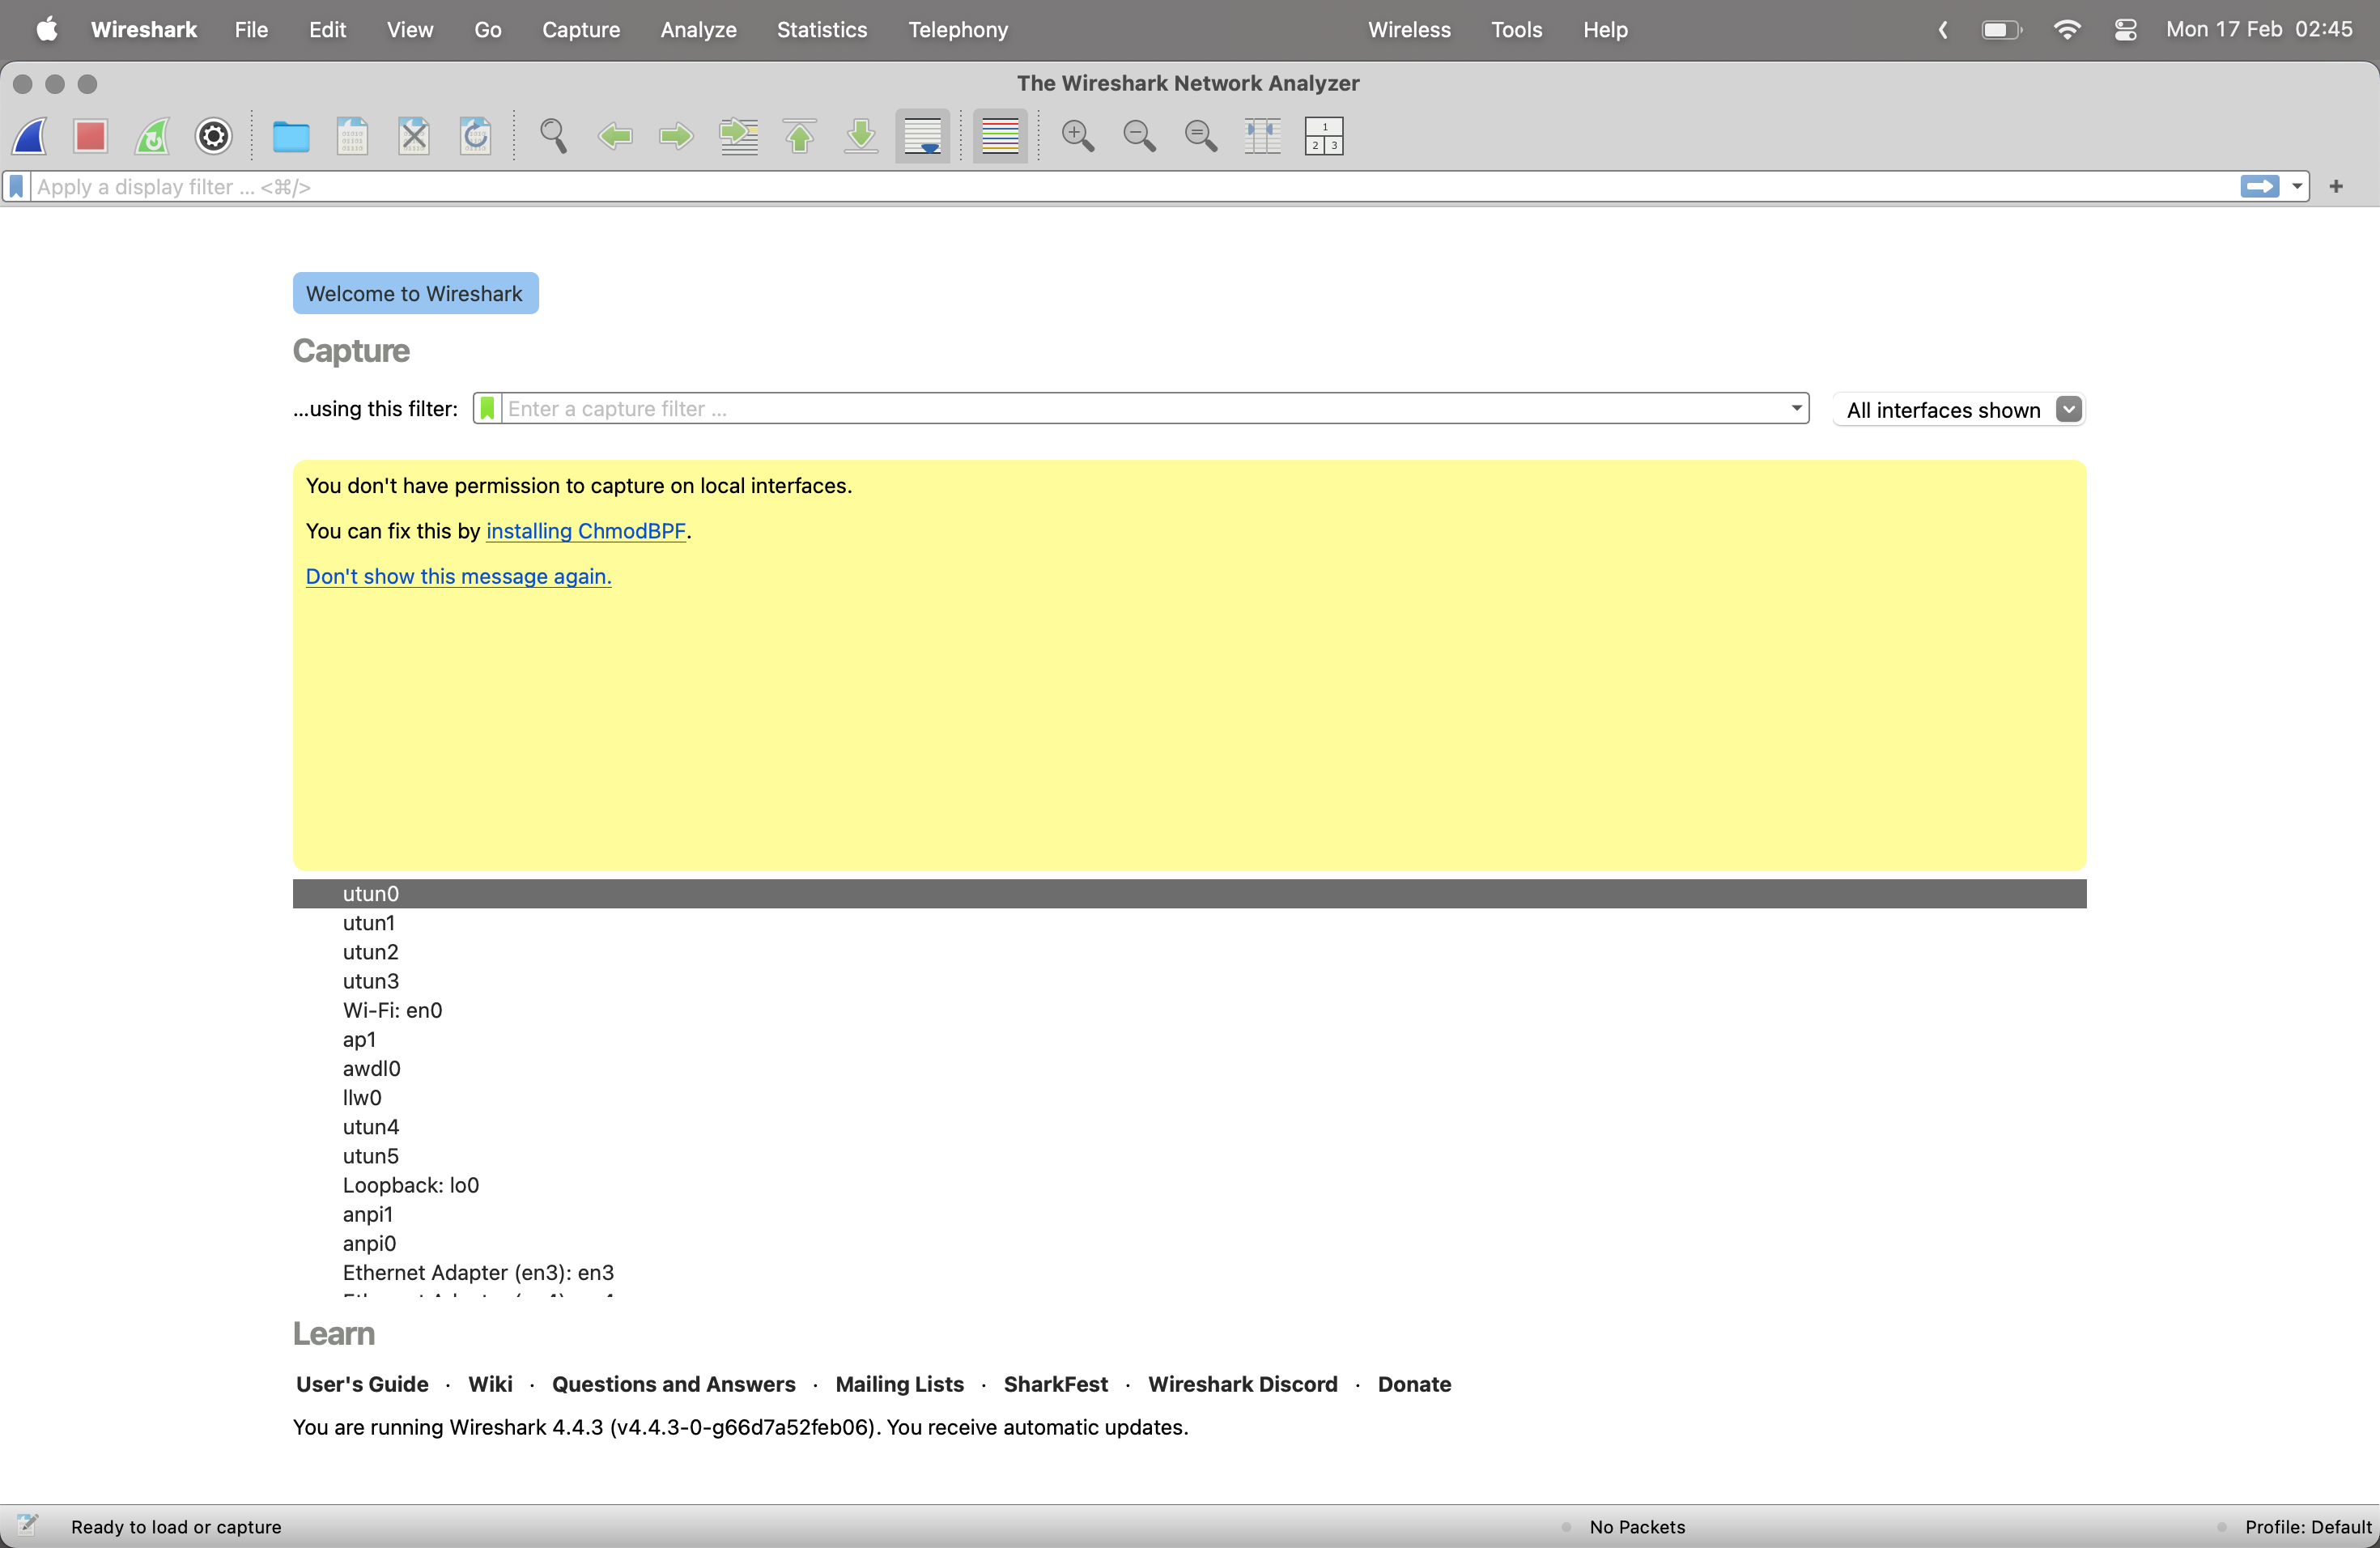 Wireshark File Edit View Go Capture Analyze Statistics Telephony Wireless Tools Help Mon 17 Feb 02:45
The Wireshark Network Analyzer
Apply a display filter ... <⌘/>
Welcome to Wireshark
Capture
...using this filter: Enter a capture filter ... All interfaces shown
You don't have permission to capture on local interfaces.
You can fix this by installing ChmodBPF.
Don't show this message again.
utun0
utun1
utun2
utun3
Wi-Fi: en0
ap1
awdl0
llw0
utun4
utun5
Loopback: lo0
anpi1
anpi0
Ethernet Adapter (en3): en3
Learn
User's Guide · Wiki · Questions and Answers · Mailing Lists · SharkFest · Wireshark Discord · Donate
You are running Wireshark 4.4.3 (v4.4.3-0-g66d7a52feb06). You receive automatic updates.
Ready to load or capture No Packets Profile: Default